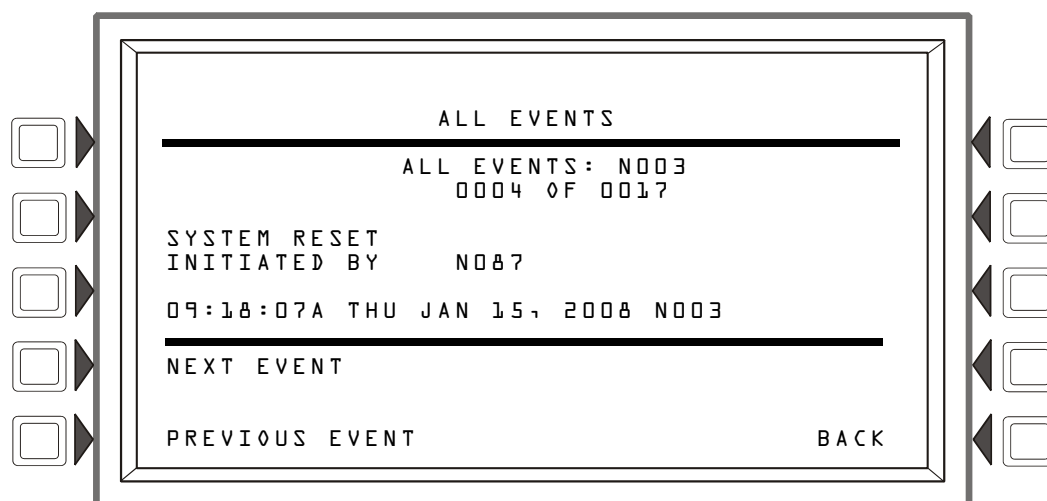 ALL EVENTS
ALL EVENTS: N003
0004 OF 0017
SYSTEM RESET
INITIATED BY N087
09:18:07A THU JAN 15, 2008 N003
NEXT EVENT
PREVIOUS EVENT
BACK